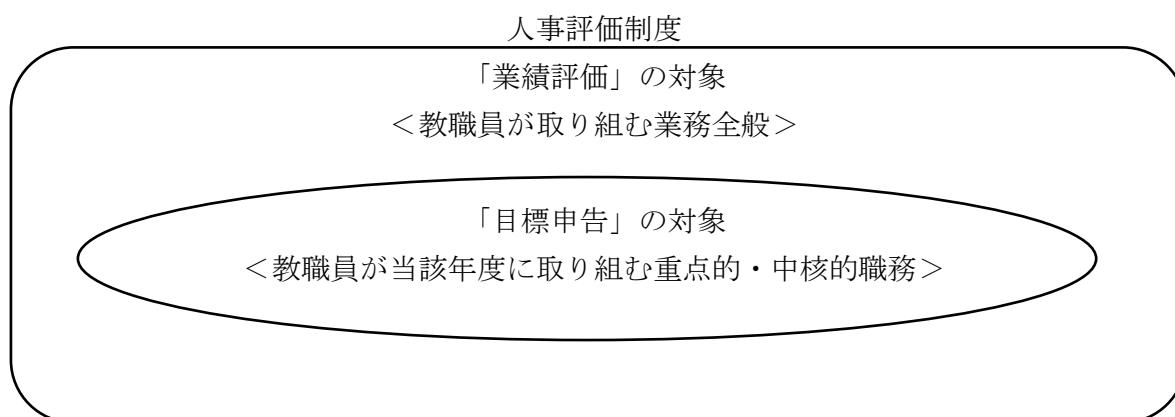 人事評価制度
「業績評価」の対象
＜教職員が取り組む業務全般＞
「目標申告」の対象
＜教職員が当該年度に取り組む重点的・中核的職務＞